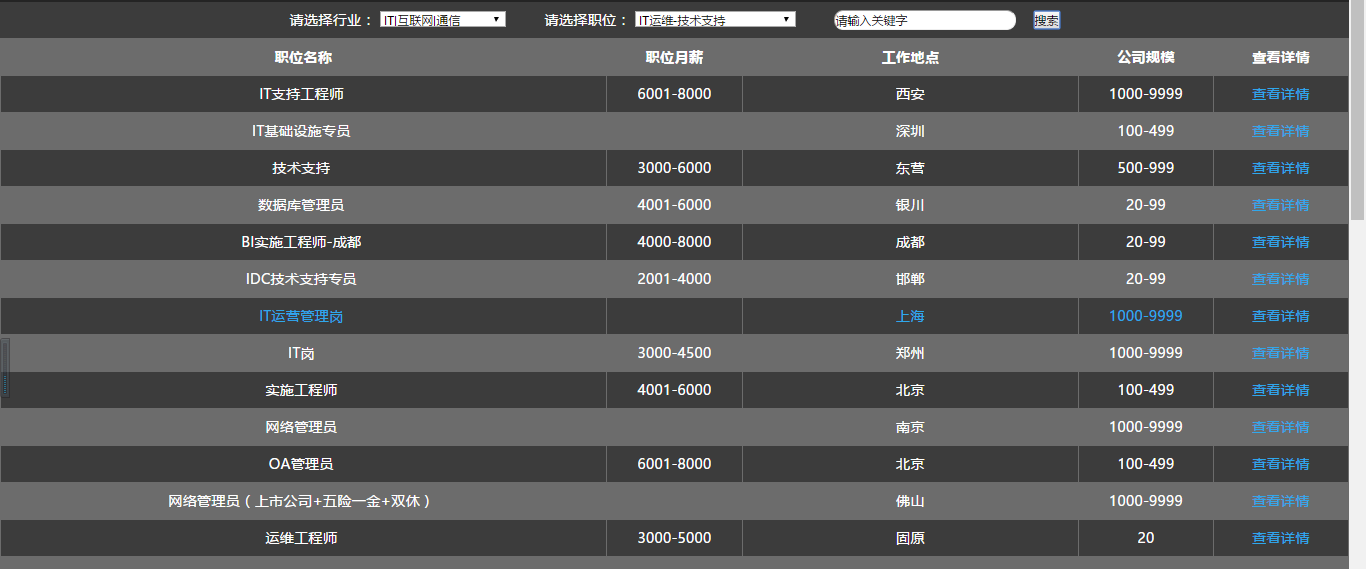 请选择行业： IT|互联网|通信 请选择职位： IT运维-技术支持 请输入关键字 搜索
职位名称 职位月薪 工作地点 公司规模 查看详情
IT支持工程师 6001-8000 西安 1000-9999 查看详情
IT基础设施专员 深圳 100-499 查看详情
技术支持 3000-6000 东营 500-999 查看详情
数据库管理员 4001-6000 银川 20-99 查看详情
BI实施工程师-成都 4000-8000 成都 20-99 查看详情
IDC技术支持专员 2001-4000 邯郸 20-99 查看详情
IT运营管理岗 上海 1000-9999 查看详情
IT岗 3000-4500 郑州 1000-9999 查看详情
实施工程师 4001-6000 北京 100-499 查看详情
网络管理员 南京 1000-9999 查看详情
OA管理员 6001-8000 北京 100-499 查看详情
网络管理员（上市公司+五险一金+双休） 佛山 1000-9999 查看详情
运维工程师 3000-5000 固原 20 查看详情